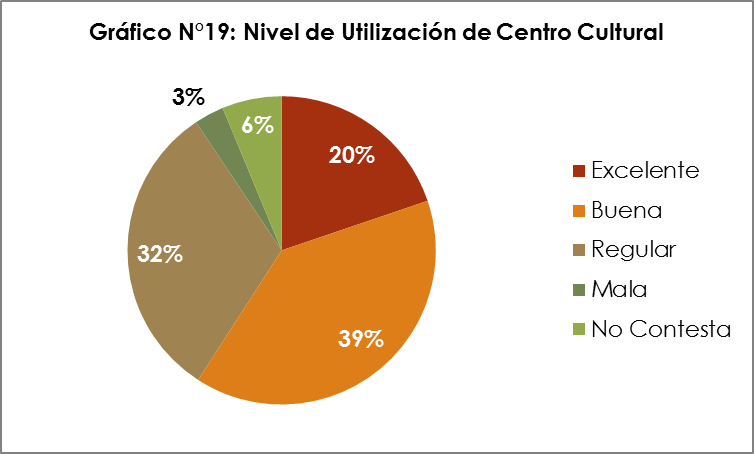 Gráfico N°19: Nivel de Utilización de Centro Cultural
3%
6%
20%
32%
39%
Excelente
Buena
Regular
Mala
No Contesta